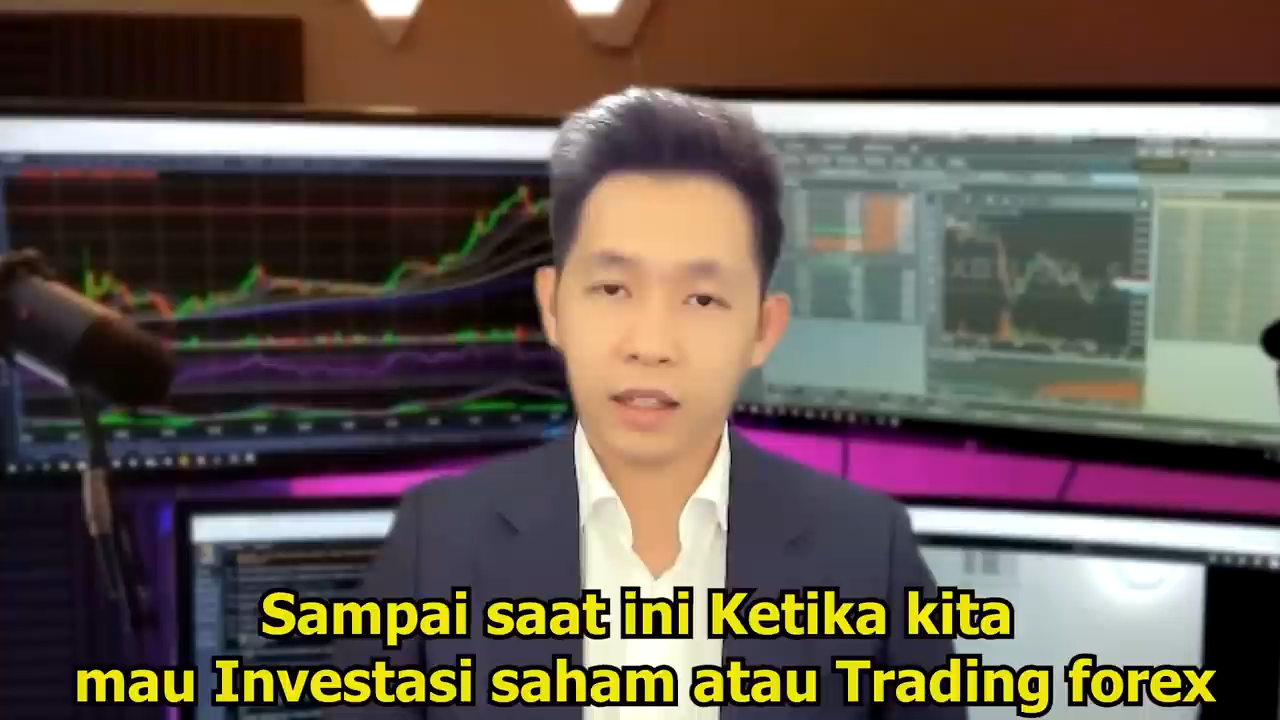 Sampai saat ini Ketika kita
mau Investasi saham atau Trading forex